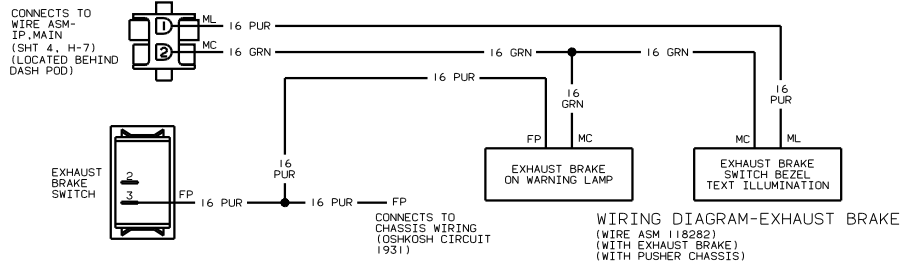 CONNECTS TO
WIRE ASM-
IP,MAIN
(SHT 4, H-7)
(LOCATED BEHIND
DASH POD)
1
ML
16 PUR
2
MC
16 GRN
16 GRN
16 GRN
16 PUR
16
GRN
16
PUR
FP
MC
MC
ML
EXHAUST BRAKE
ON WARNING LAMP
EXHAUST BRAKE
SWITCH BEZEL
TEXT ILLUMINATION
16
PUR
EXHAUST
BRAKE
SWITCH
2
3
FP
16 PUR
16 PUR
FP
CONNECTS TO
CHASSIS WIRING
(OSHKOSH CIRCUIT
1931)
WIRING DIAGRAM-EXHAUST BRAKE
(WIRE ASM 118282)
(WITH EXHAUST BRAKE)
(WITH PUSHER CHASSIS)